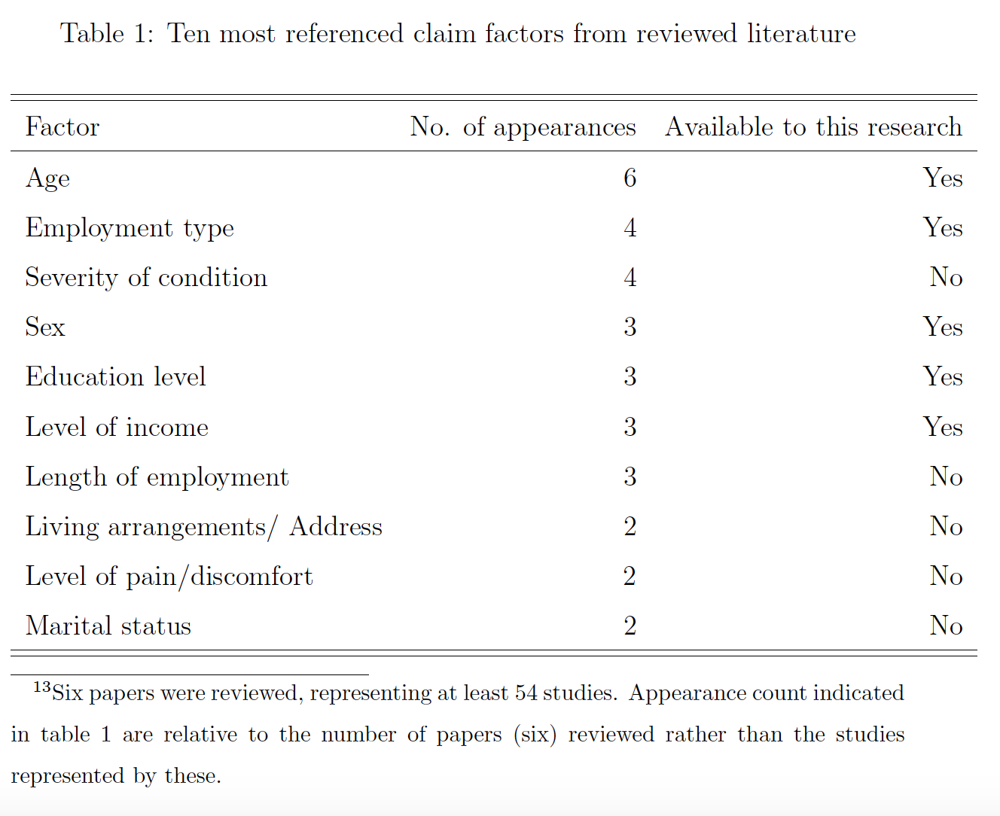 Table 1: Ten most referenced claim factors from reviewed literature
Factor No. of appearances Available to this research
Age 6 Yes
Employment type 4 Yes
Severity of condition 4 No
Sex 3 Yes
Education level 3 Yes
Level of income 3 Yes
Length of employment 3 No
Living arrangements/ Address 2 No
Level of pain/discomfort 2 No
Marital status 2 No
13Six papers were reviewed, representing at least 54 studies. Appearance count indicated
in table 1 are relative to the number of papers (six) reviewed rather than the studies
represented by these.